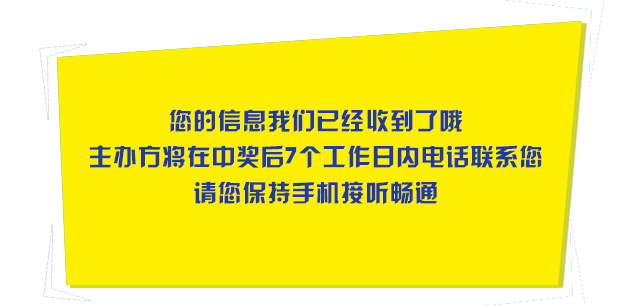 您的信息我们已经收到了哦
主办方将在中奖后7个工作日内电话联系您
请您保持手机接听畅通